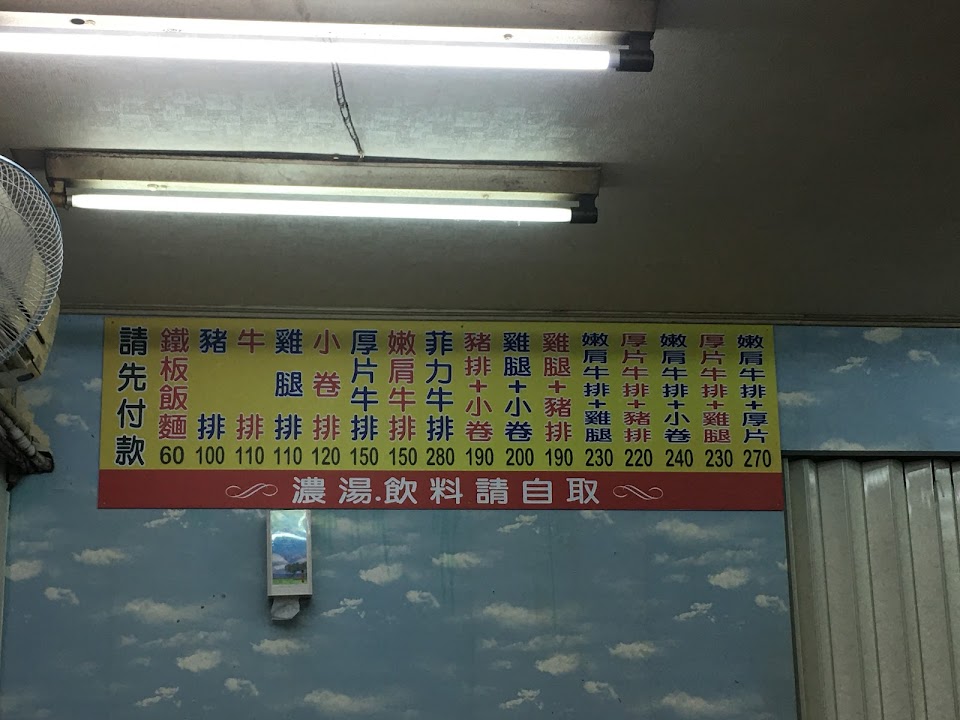 請先付款
鐵板飯麵 60
豬排 100
牛排 110
雞腿排 110
小卷排 120
厚片牛排 150
嫩肩牛排 150
菲力牛排 280
豬排+小卷 190
雞腿+小卷 200
雞腿+豬排 190
嫩肩牛排+雞腿 230
厚片牛排+豬排 220
嫩肩牛排+小卷 240
厚片牛排+雞腿 230
嫩肩牛排+厚片 270
濃湯.飲料請自取